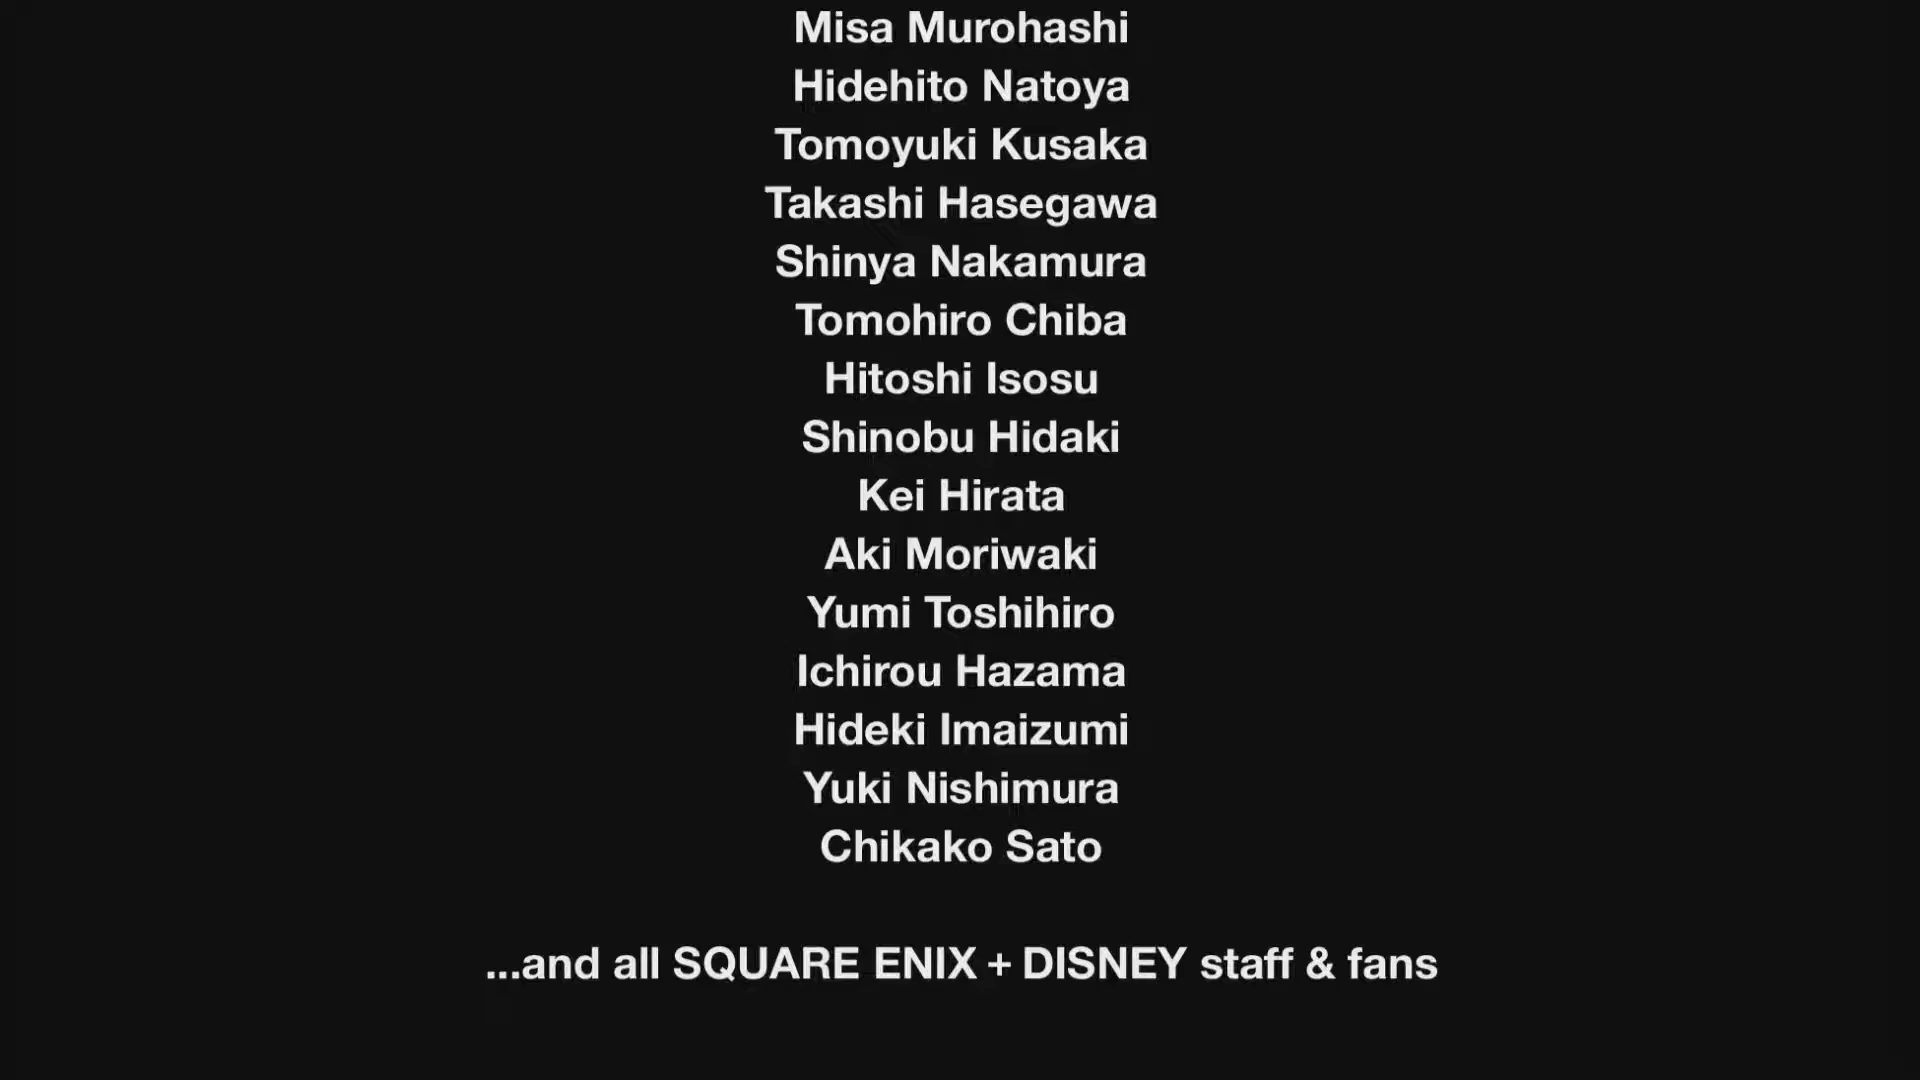 Misa Murohashi
Hidehito Natoya
Tomoyuki Kusaka
Takashi Hasegawa
Shinya Nakamura
Tomohiro Chiba
Hitoshi Isosu
Shinobu Hidaki
Kei Hirata
Aki Moriwaki
Yumi Toshihiro
Ichirou Hazama
Hideki Imaizumi
Yuki Nishimura
Chikako Sato
...and all SQUARE ENIX + DISNEY staff & fans